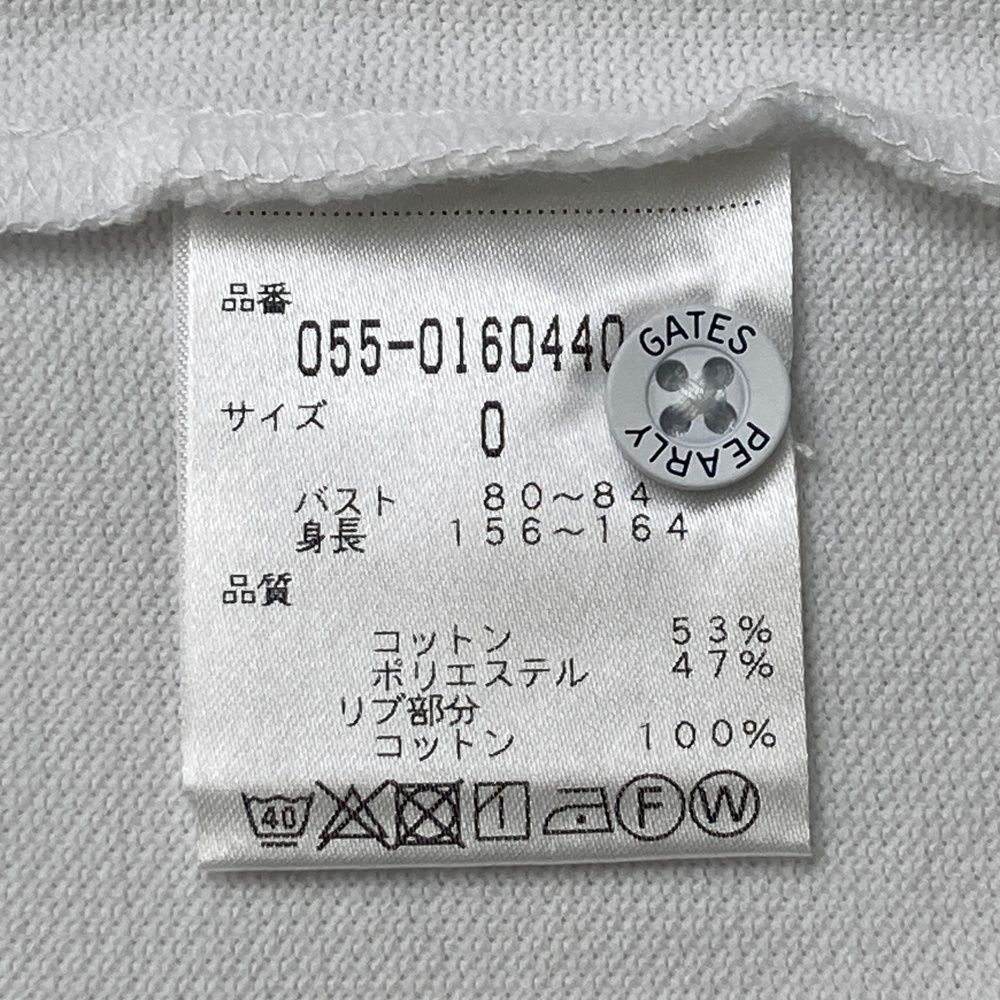 品番
055-0160440
サイズ 0
バスト 80～84
身長 156～164
品質
コットン 53%
ポリエステル 47%
リブ部分
コットン 100%
40 F W
GATES
PEARLY